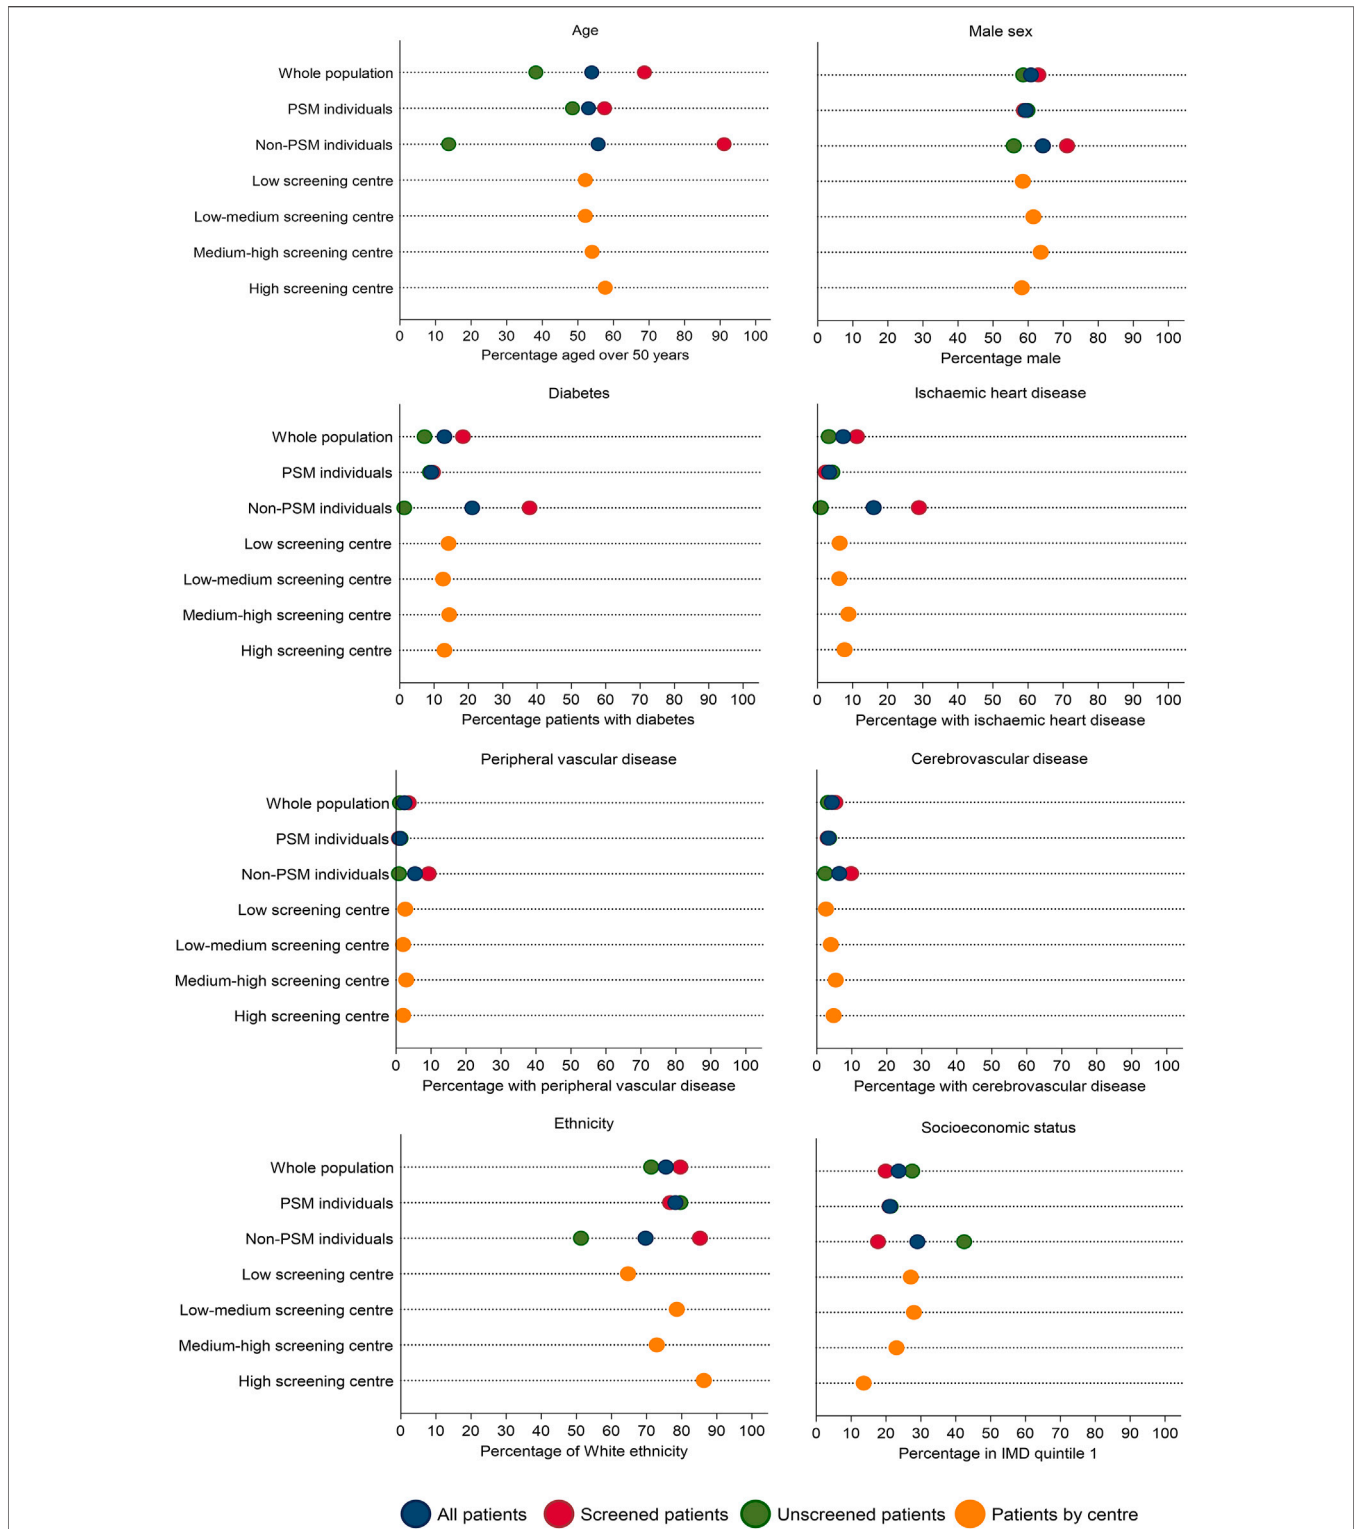 Age
Whole population
PSM individuals
Non-PSM individuals
Low screening centre
Low-medium screening centre
Medium-high screening centre
High screening centre
0 10 20 30 40 50 60 70 80 90 100
Percentage aged over 50 years
Male sex
0 10 20 30 40 50 60 70 80 90 100
Percentage male
Diabetes
Whole population
PSM individuals
Non-PSM individuals
Low screening centre
Low-medium screening centre
Medium-high screening centre
High screening centre
0 10 20 30 40 50 60 70 80 90 100
Percentage patients with diabetes
Ischaemic heart disease
0 10 20 30 40 50 60 70 80 90 100
Percentage with ischaemic heart disease
Peripheral vascular disease
Whole population
PSM individuals
Non-PSM individuals
Low screening centre
Low-medium screening centre
Medium-high screening centre
High screening centre
0 10 20 30 40 50 60 70 80 90 100
Percentage with peripheral vascular disease
Cerebrovascular disease
0 10 20 30 40 50 60 70 80 90 100
Percentage with cerebrovascular disease
Ethnicity
Whole population
PSM individuals
Non-PSM individuals
Low screening centre
Low-medium screening centre
Medium-high screening centre
High screening centre
0 10 20 30 40 50 60 70 80 90 100
Percentage of White ethnicity
Socioeconomic status
0 10 20 30 40 50 60 70 80 90 100
Percentage in IMD quintile 1
All patients Screened patients Unscreened patients Patients by centre